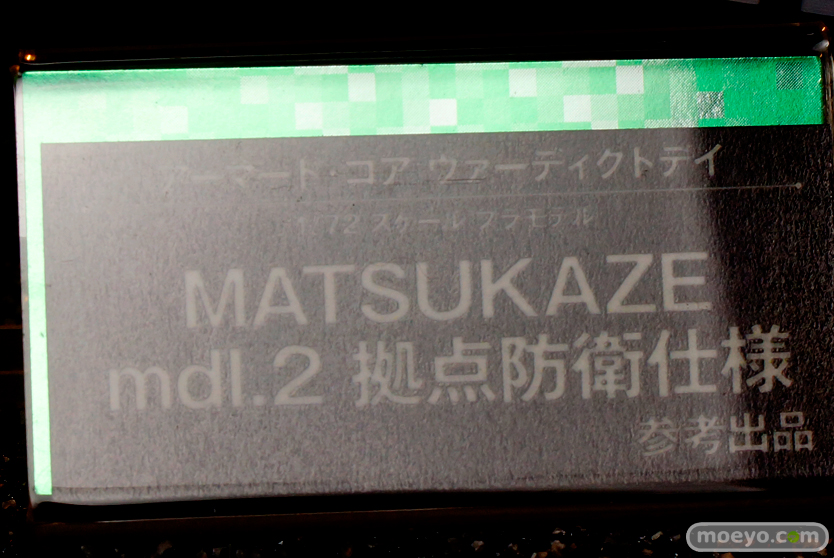 アーマード・コア ヴァーディクトデイ
1/72 スケール プラモデル
MATSUKAZE
mdl.2 拠点防衛仕様
参考出品
moeyo.com